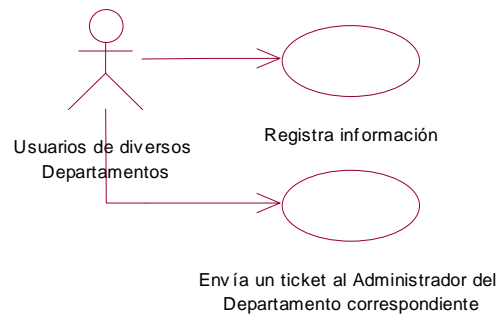 Usuarios de diversos
Departamentos
Registra información
Envía un ticket al Administrador del
Departamento correspondiente